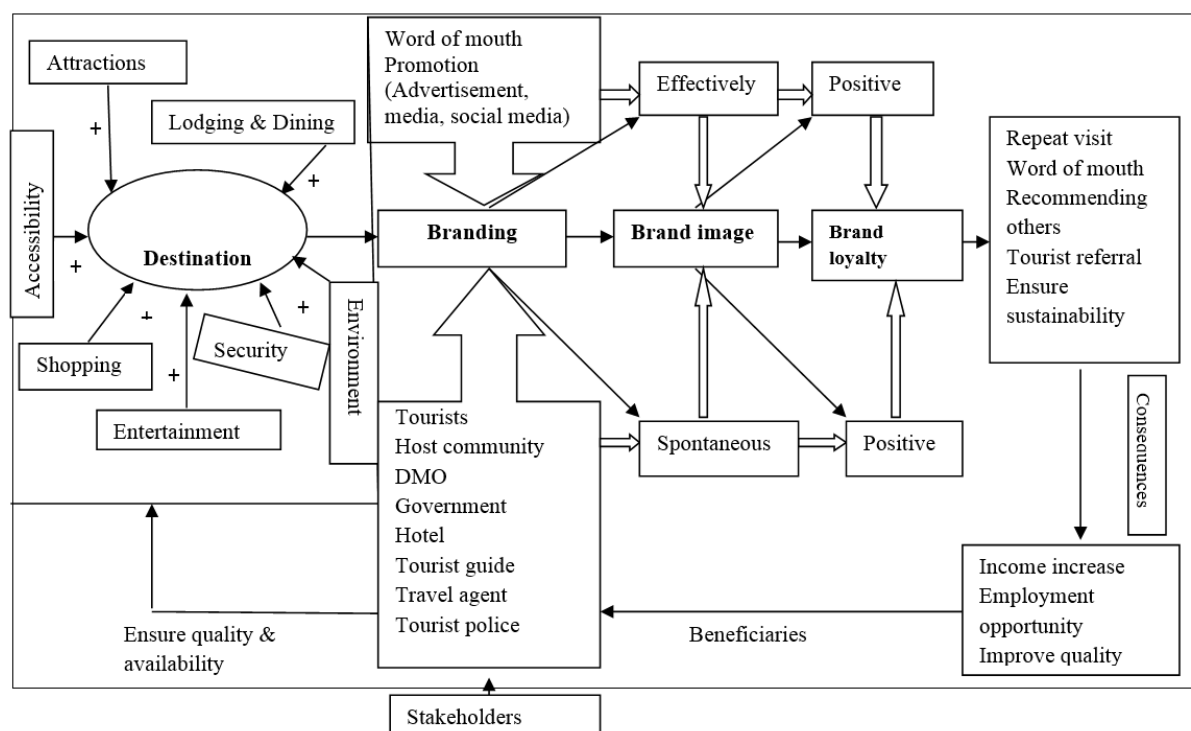 Attractions
+
Lodging & Dining
+
Accessibility
+
Destination
Shopping
+
Entertainment
+
Security
+
Environment
Word of mouth
Promotion
(Advertisement,
media, social media)
Branding
Effectively
Positive
Brand image
Brand
loyalty
Spontaneous
Positive
Repeat visit
Word of mouth
Recommending
others
Tourist referral
Ensure
sustainability
Consequences
Tourists
Host community
DMO
Government
Hotel
Tourist guide
Travel agent
Tourist police
Income increase
Employment
opportunity
Improve quality
Beneficiaries
Ensure quality &
availability
Stakeholders